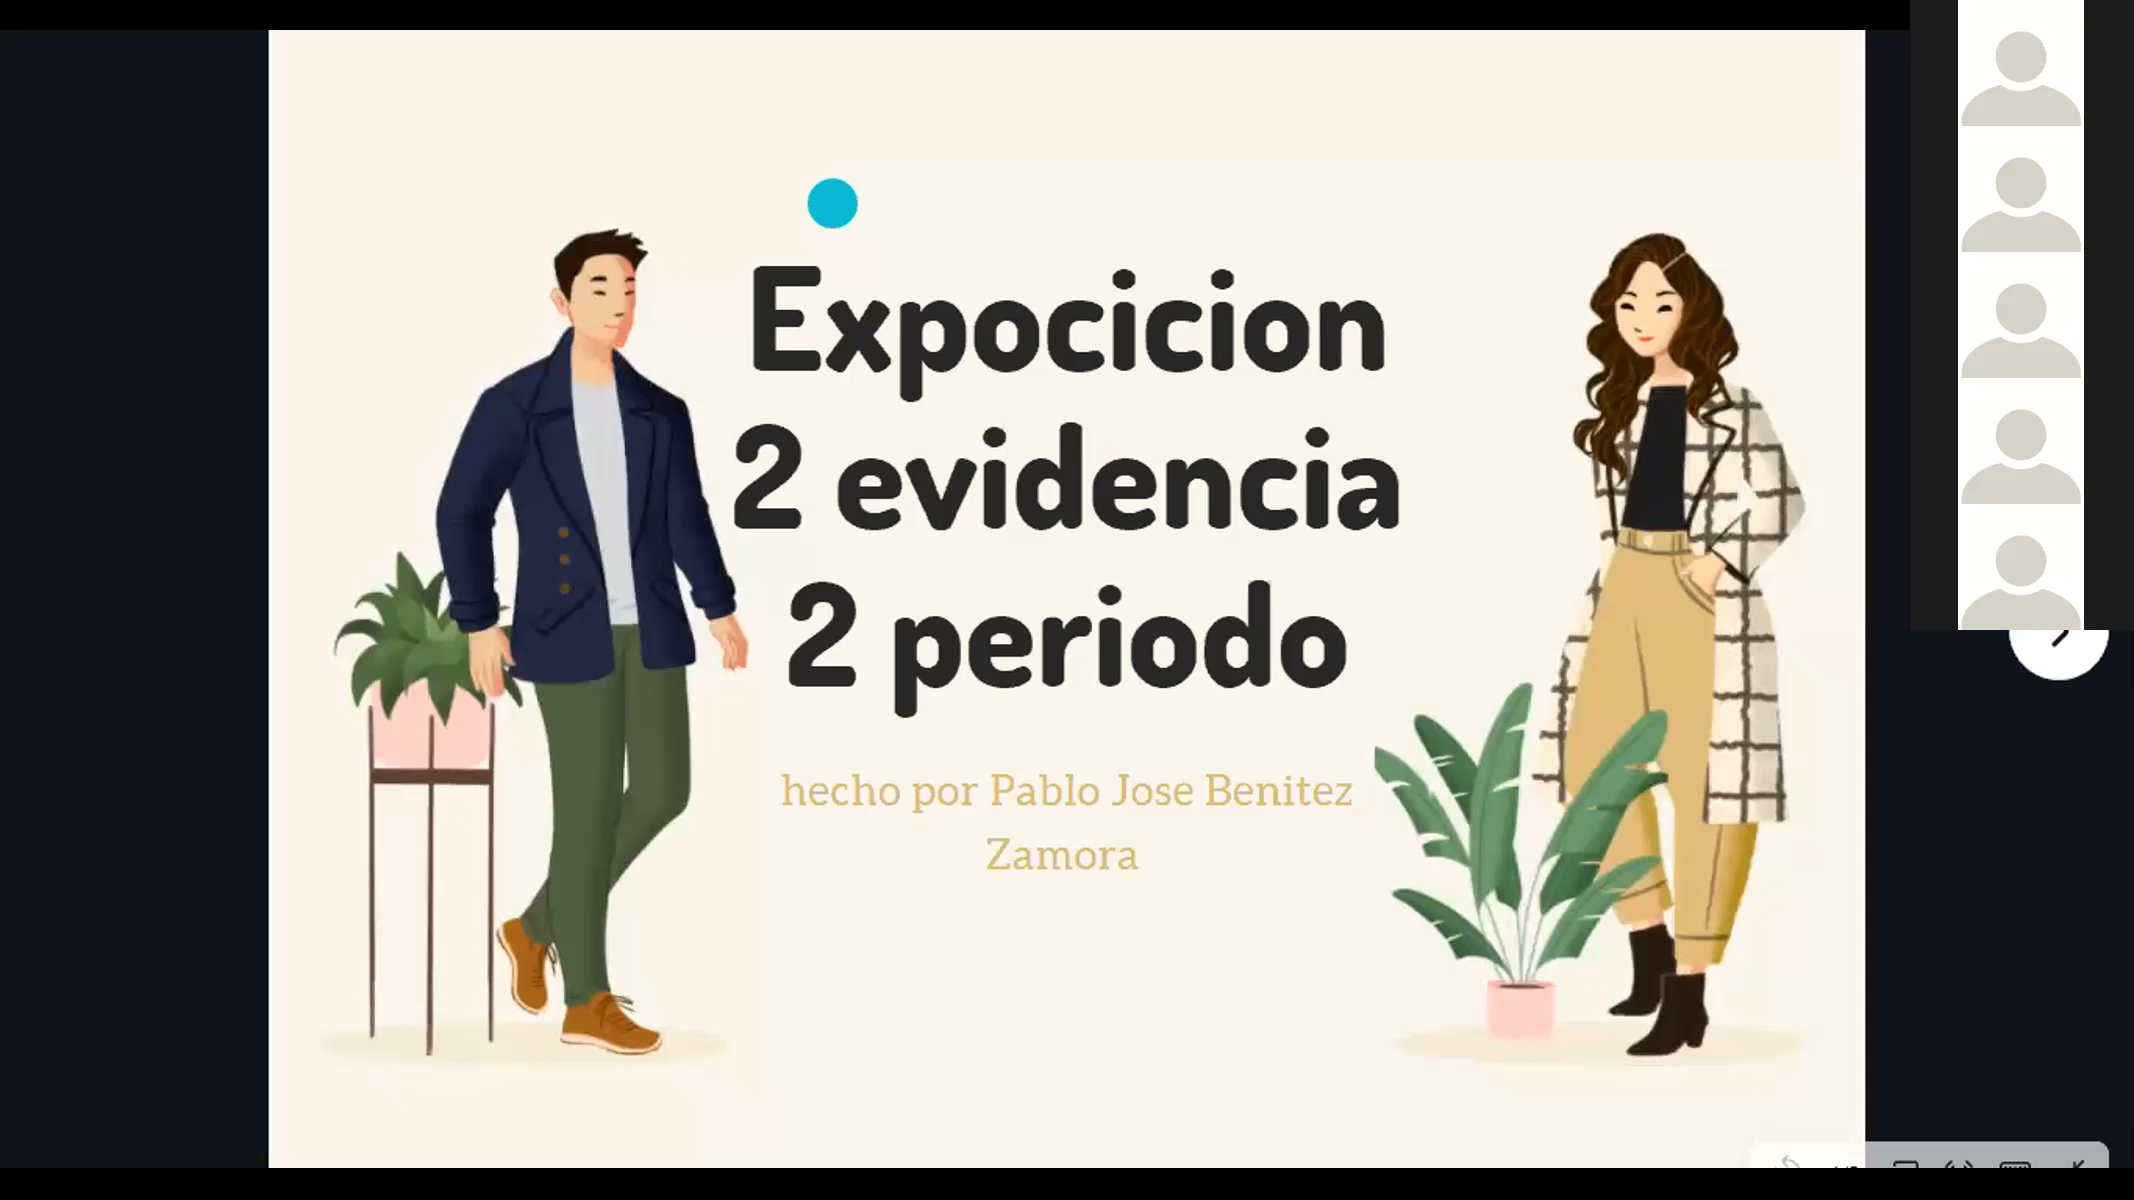 Expocicion
2 evidencia
2 periodo
hecho por Pablo Jose Benitez
Zamora